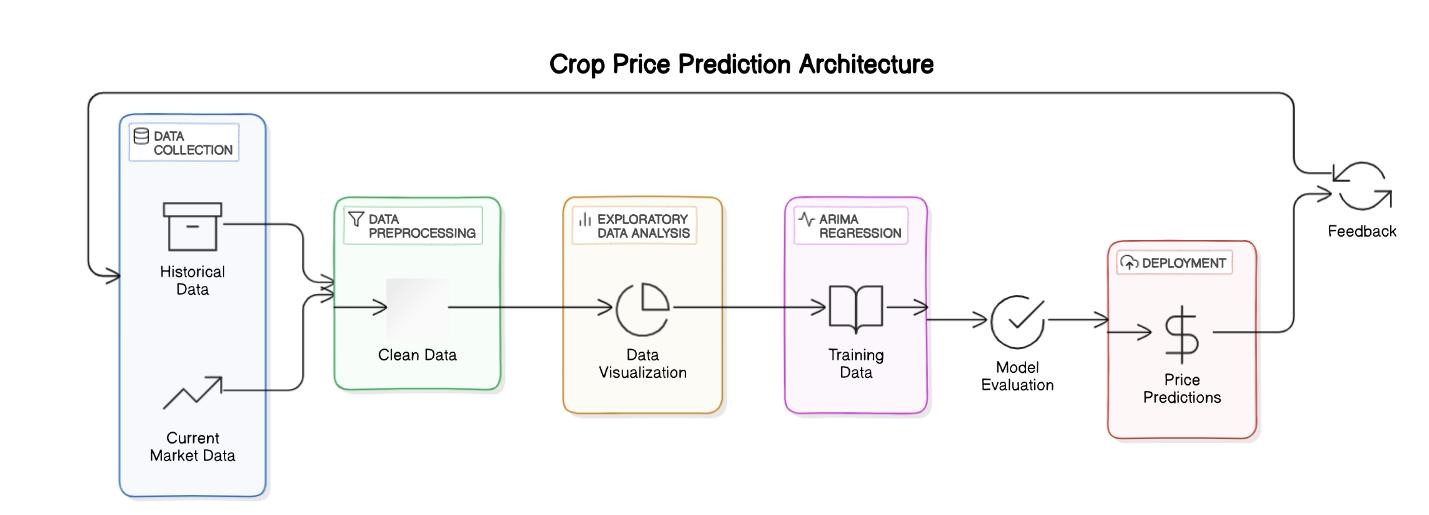 Crop Price Prediction Architecture
DATA
COLLECTION
Historical
Data
Current
Market Data
DATA
PREPROCESSING
Clean Data
EXPLORATORY
DATA ANALYSIS
Data
Visualization
ARIMA
REGRESSION
Training
Data
Model
Evaluation
DEPLOYMENT
Price
Predictions
Feedback